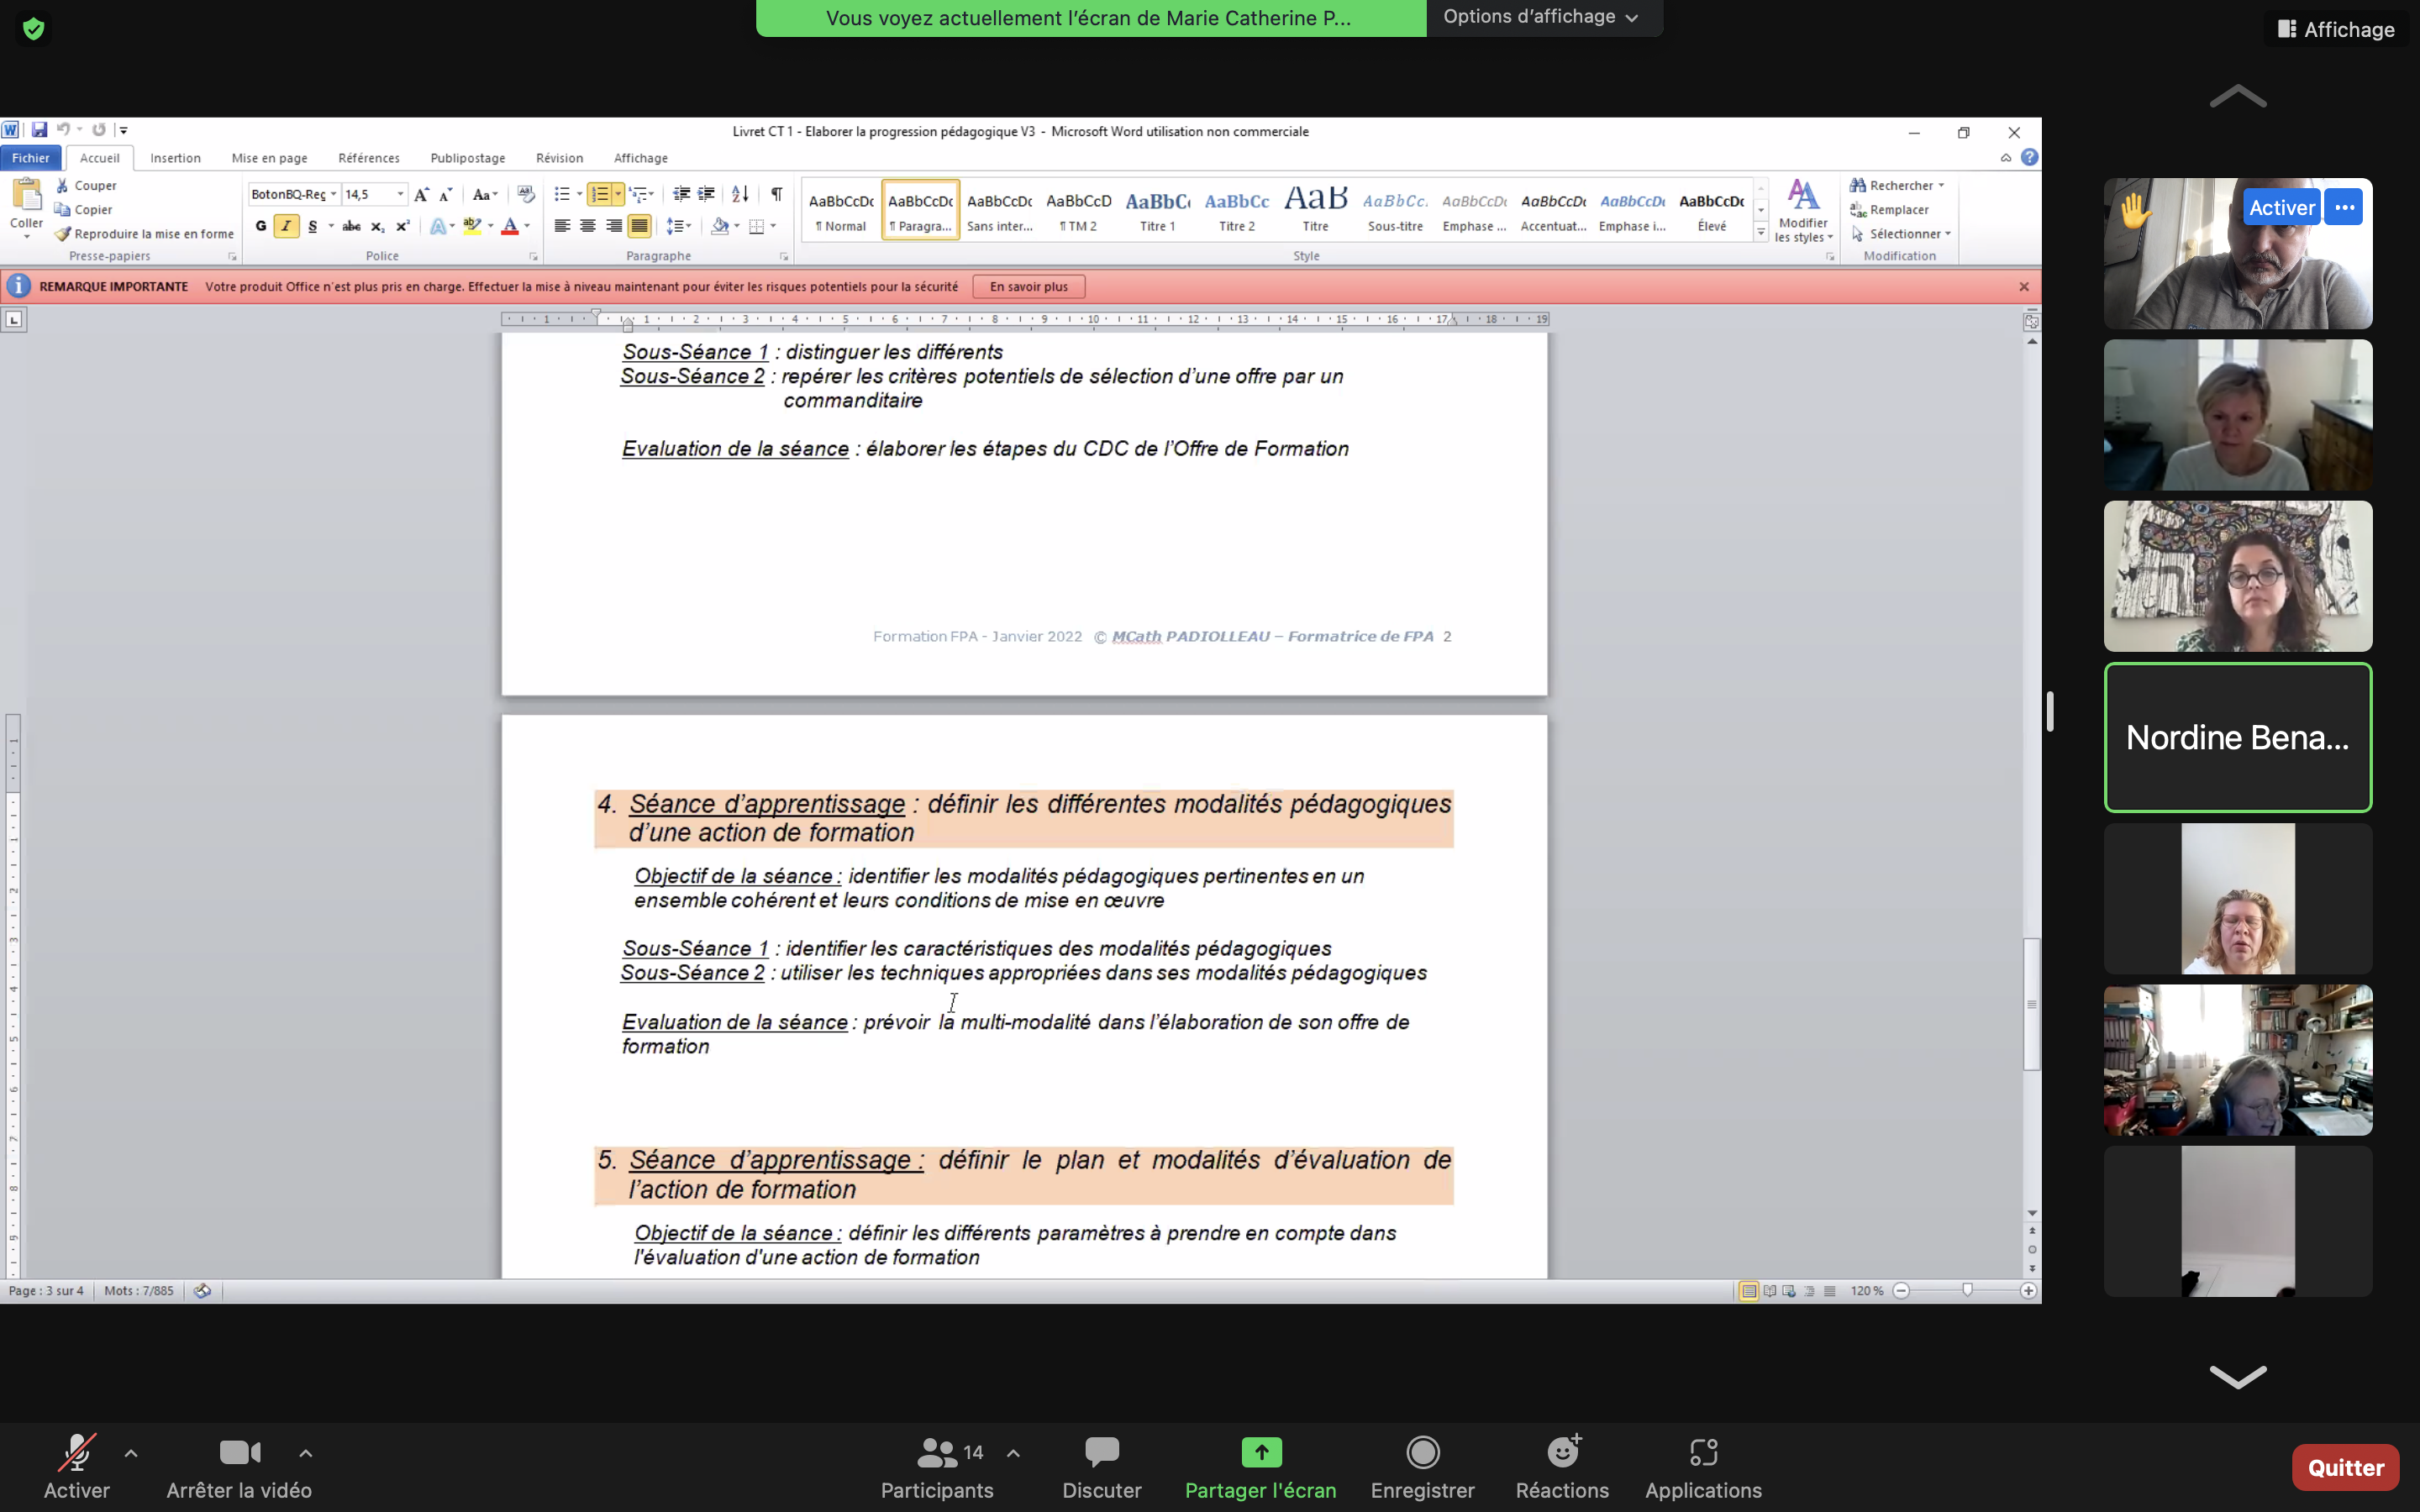 Vous voyez actuellement l'écran de Marie Catherine P...
Options d'affichage
Affichage
Livret CT 1 - Elaborer la progression pédagogique V3 - Microsoft Word utilisation non commerciale
Fichier
Accueil
Insertion
Mise en page
Références
Publipostage
Révision
Affichage
Coller
Couper
Copier
Reproduire la mise en forme
Presse-papiers
BotonBQ-Reg
14,5
Police
Paragraphe
AaBbCcDc
¶ Normal
AaBbCcDc
¶ Paragra...
AaBbCcDc
Sans inter...
AaBbCcD
¶ TM 2
AaBbC
Titre 1
AaBbCc
Titre 2
AaB
Titre
AaBbCc.
Sous-titre
AaBbCcDc
Emphase ...
AaBbCcDc
Accentuat...
AaBbCcDc
Emphase i...
AaBbCcDc
Élevé
Style
Modifier
les styles
Rechercher
Remplacer
Sélectionner
Modification
REMARQUE IMPORTANTE Votre produit Office n'est plus pris en charge. Effectuer la mise à niveau maintenant pour éviter les risques potentiels pour la sécurité
En savoir plus
Sous-Séance 1 : distinguer les différents
Sous-Séance 2 : repérer les critères potentiels de sélection d'une offre par un
commanditaire
Evaluation de la séance : élaborer les étapes du CDC de l'Offre de Formation
Formation FPA - Janvier 2022 © MCath PADIOLLEAU – Formatrice de FPA 2
4. Séance d'apprentissage : définir les différentes modalités pédagogiques
d'une action de formation
Objectif de la séance : identifier les modalités pédagogiques pertinentes en un
ensemble cohérent et leurs conditions de mise en œuvre
Sous-Séance 1 : identifier les caractéristiques des modalités pédagogiques
Sous-Séance 2 : utiliser les techniques appropriées dans ses modalités pédagogiques
Evaluation de la séance : prévoir la multi-modalité dans l'élaboration de son offre de
formation
5. Séance d'apprentissage : définir le plan et modalités d'évaluation de
l'action de formation
Objectif de la séance : définir les différents paramètres à prendre en compte dans
l'évaluation d'une action de formation
Page : 3 sur 4
Mots : 7/885
120 %
Activer
...
Nordine Bena...
Activer
Arrêter la vidéo
14
Participants
Discuter
Partager l'écran
Enregistrer
Réactions
Applications
Quitter